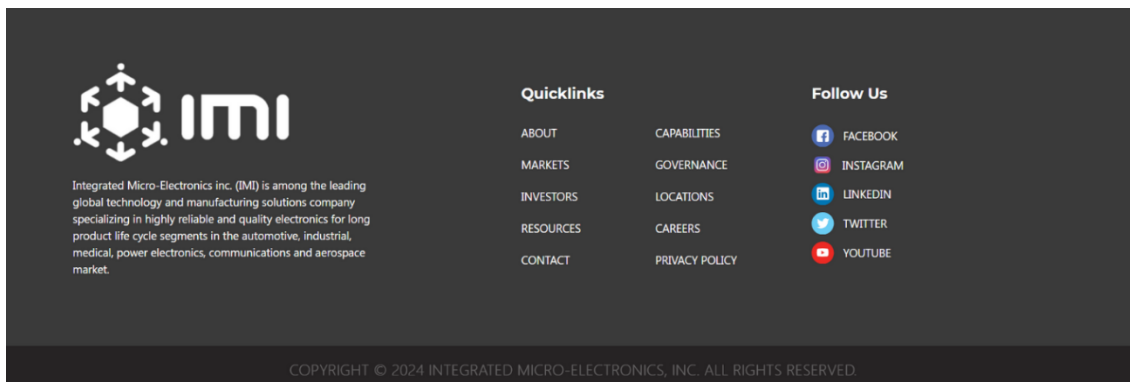 IMI
Integrated Micro-Electronics inc. (IMI) is among the leading
global technology and manufacturing solutions company
specializing in highly reliable and quality electronics for long
product life cycle segments in the automotive, industrial,
medical, power electronics, communications and aerospace
market.
Quicklinks
ABOUT
MARKETS
INVESTORS
RESOURCES
CONTACT
CAPABILITIES
GOVERNANCE
LOCATIONS
CAREERS
PRIVACY POLICY
Follow Us
FACEBOOK
INSTAGRAM
LINKEDIN
TWITTER
YOUTUBE
COPYRIGHT © 2024 INTEGRATED MICRO-ELECTRONICS, INC. ALL RIGHTS RESERVED.